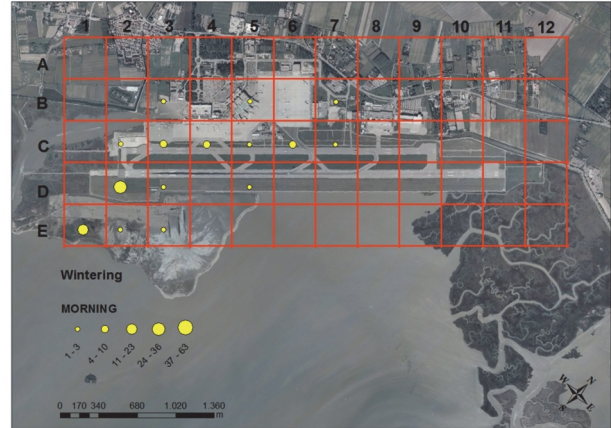 1 2 3 4 5 6 7 8 9 10 11 12
A
B
C
D
E
Wintering
MORNING
1 - 3 4 - 10 11 - 23 24 - 36 37 - 63
0 170 340 680 1.020 1.360
m
W N
S E